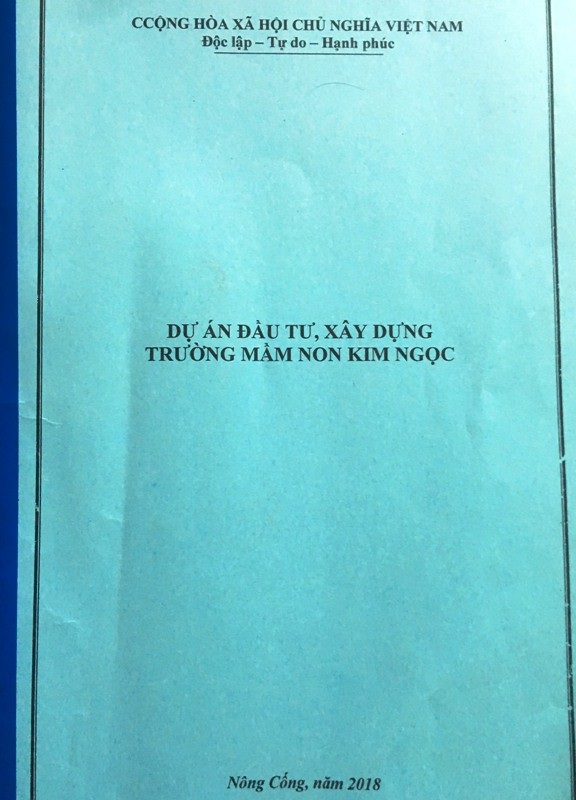 CCỘNG HÒA XÃ HỘI CHỦ NGHĨA VIỆT NAM
Độc lập – Tự do – Hạnh phúc
DỰ ÁN ĐẦU TƯ, XÂY DỰNG
TRƯỜNG MẦM NON KIM NGỌC
Nông Cống, năm 2018